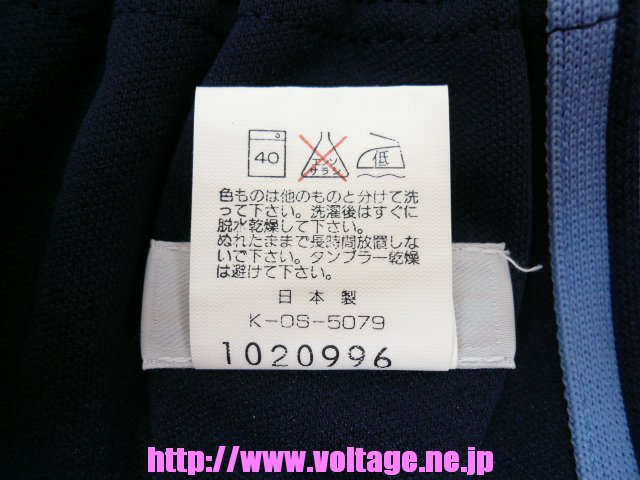 40
エンソ
サラシ
低
色ものは他のものと分けて洗
って下さい。洗濯後はすぐに
脱水乾燥して下さい。
ぬれたままで長時間放置しな
いで下さい。タンブラー乾燥
は避けて下さい。
日本製
K-OS-5079
1020996
http://www.voltage.ne.jp